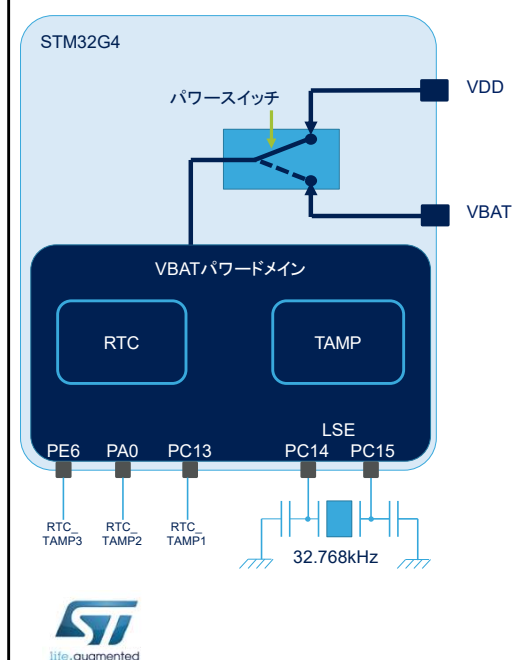 STM32G4
VDD
パワースイッチ
VBAT
VBATパワードメイン
RTC
TAMP
LSE
PE6 PA0 PC13 PC14 PC15
RTC_ RTC_ RTC_
TAMP3 TAMP2 TAMP1
32.768kHz
ST
life.augmented